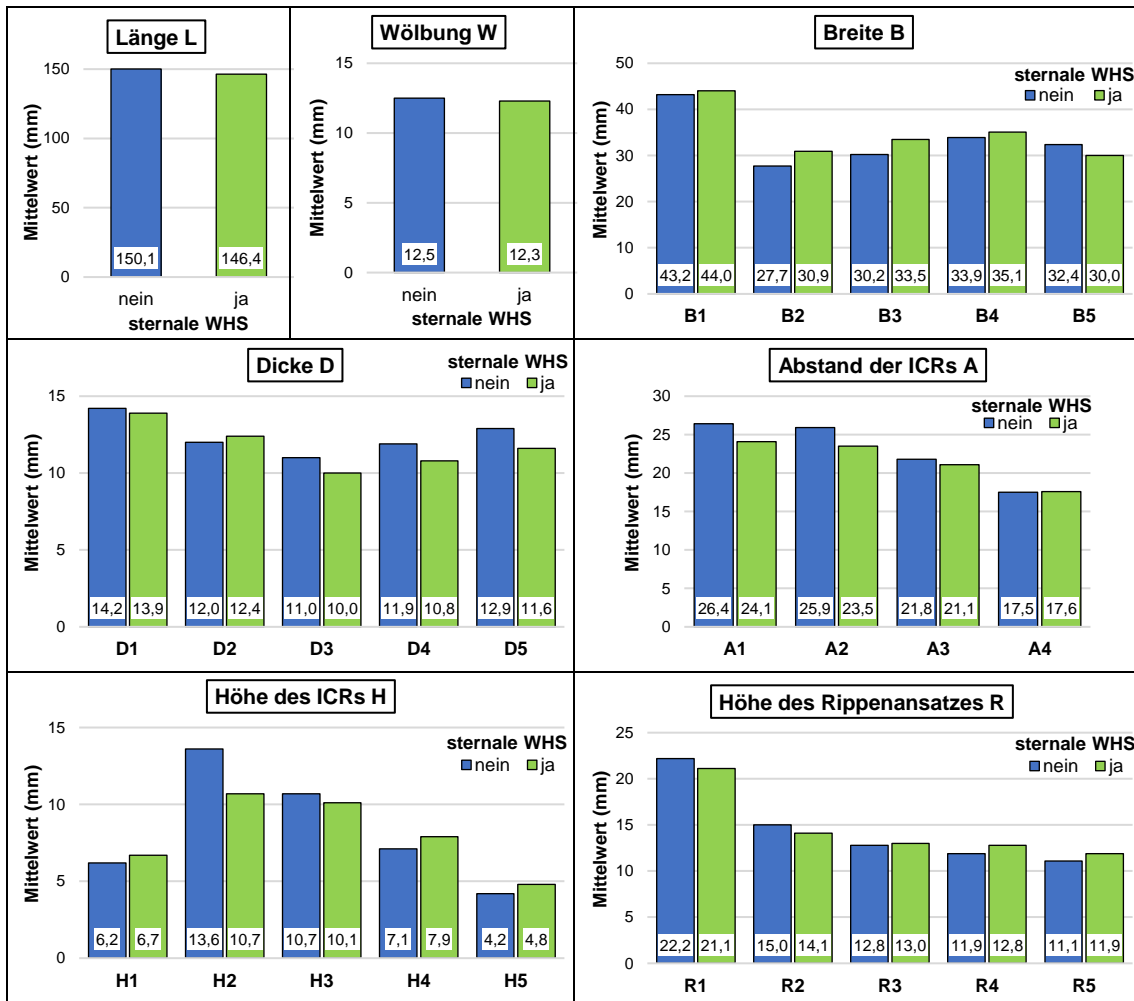 Länge L
Mittelwert (mm)
150
100
50
0
150,1
146,4
nein
ja
sternale WHS
Wölbung W
Mittelwert (mm)
15
10
5
0
12,5
12,3
nein
ja
sternale WHS
Breite B
sternale WHS
nein
ja
Mittelwert (mm)
50
40
30
20
10
0
43,2
44,0
27,7
30,9
30,2
33,5
33,9
35,1
32,4
30,0
B1
B2
B3
B4
B5
Dicke D
sternale WHS
nein
ja
Mittelwert (mm)
15
10
5
0
14,2
13,9
12,0
12,4
11,0
10,0
11,9
10,8
12,9
11,6
D1
D2
D3
D4
D5
Abstand der ICRs A
sternale WHS
nein
ja
Mittelwert (mm)
30
25
20
15
10
5
0
26,4
24,1
25,9
23,5
21,8
21,1
17,5
17,6
A1
A2
A3
A4
Höhe des ICRs H
sternale WHS
nein
ja
Mittelwert (mm)
15
10
5
0
6,2
6,7
13,6
10,7
10,7
10,1
7,1
7,9
4,2
4,8
H1
H2
H3
H4
H5
Höhe des Rippenansatzes R
sternale WHS
nein
ja
Mittelwert (mm)
25
20
15
10
5
0
22,2
21,1
15,0
14,1
12,8
13,0
11,9
12,8
11,1
11,9
R1
R2
R3
R4
R5